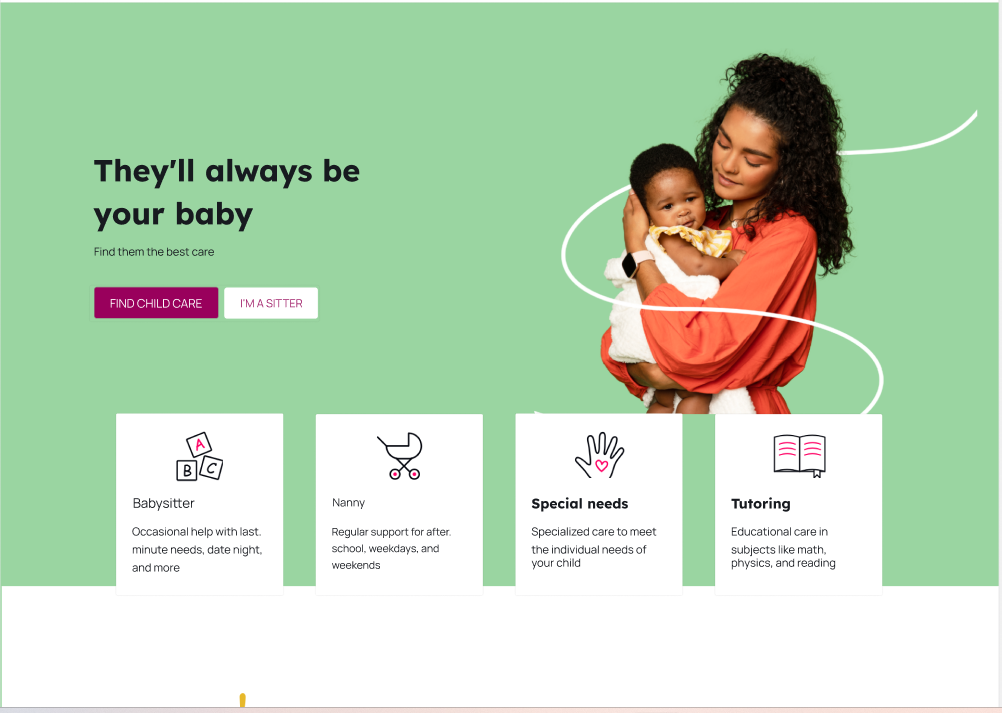 They'll always be
your baby
Find them the best care
FIND CHILD CARE
I'M A SITTER
A
B C
Babysitter
Occasional help with last.
minute needs, date night,
and more
Nanny
Regular support for after.
school, weekdays, and
weekends
Special needs
Specialized care to meet
the individual needs of
your child
Tutoring
Educational care in
subjects like math,
physics, and reading